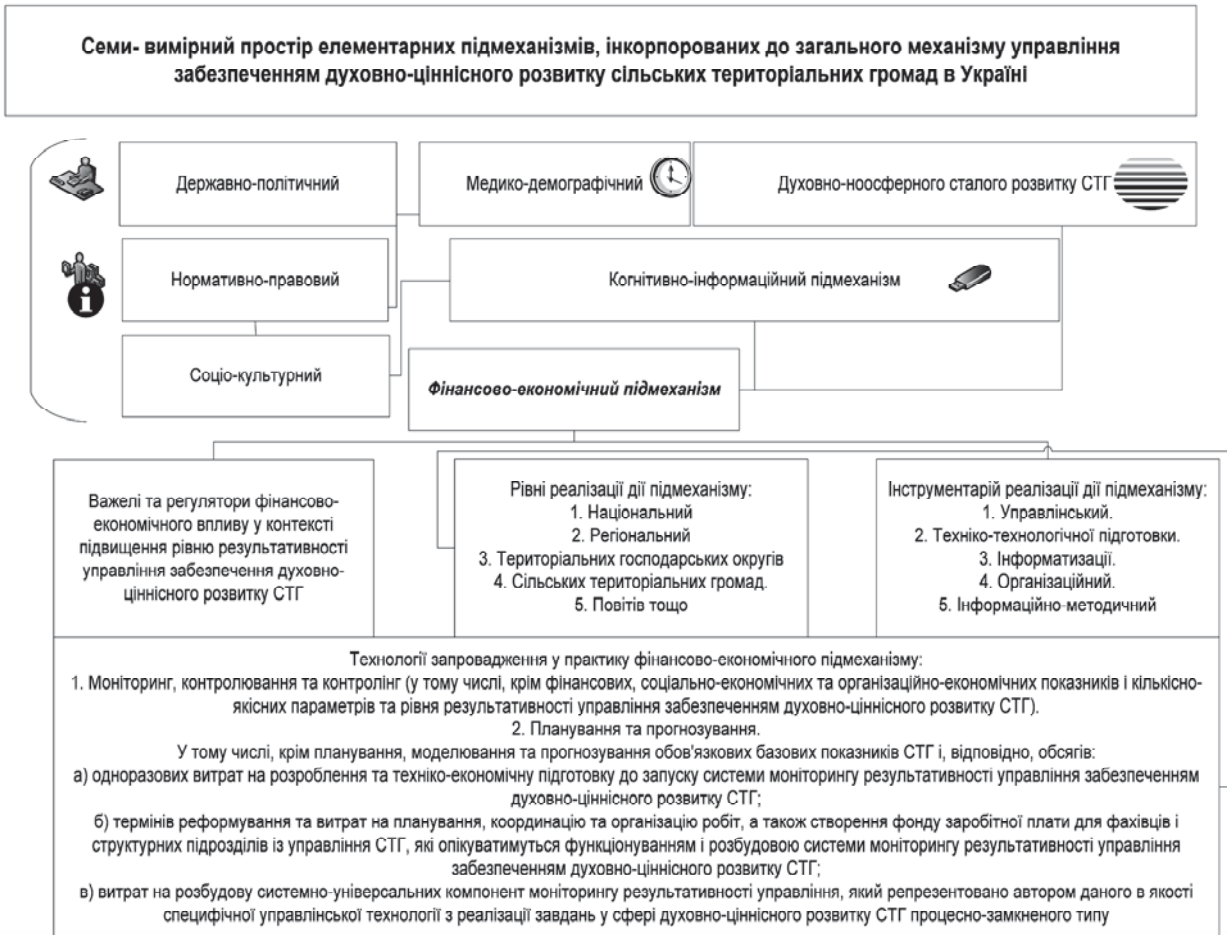 Семи- вимірний простір елементарних підмеханізмів, інкорпорованих до загального механізму управління
забезпеченням духовно-ціннісного розвитку сільських територіальних громад в Україні
Державно-політичний
Медико-демографічний
Духовно-ноосферного сталого розвитку СТГ
Нормативно-правовий
Когнітивно-інформаційний підмеханізм
Соціо-культурний
Фінансово-економічний підмеханізм
Важелі та регулятори фінансово-
економічного впливу у контексті
підвищення рівню результативності
управління забезпечення духовно-
ціннісного розвитку СТГ
Рівні реалізації дії підмеханізму:
1. Національний
2. Регіональний
3. Територіальних господарських округів
4. Сільських територіальних громад.
5. Повітів тощо
Інструментарій реалізації дії підмеханізму:
1. Управлінський.
2. Техніко-технологічної підготовки.
3. Інформатизації.
4. Організаційний.
5. Інформаційно-методичний
Технології запровадження у практику фінансово-економічного підмеханізму:
1. Моніторинг, контролювання та контролінг (у тому числі, крім фінансових, соціально-економічних та організаційно-економічних показників і кількісно-
якісних параметрів та рівня результативності управління забезпеченням духовно-ціннісного розвитку СТГ).
2. Планування та прогнозування.
У тому числі, крім планування, моделювання та прогнозування обов'язкових базових показників СТГ і, відповідно, обсягів:
а) одноразових витрат на розроблення та техніко-економічну підготовку до запуску системи моніторингу результативності управління забезпеченням
духовно-ціннісного розвитку СТГ;
б) термінів реформування та витрат на планування, координацію та організацію робіт, а також створення фонду заробітної плати для фахівців і
структурних підрозділів із управління СТГ, які опікуватимуться функціонуванням і розбудовою системи моніторингу результативності управління
забезпеченням духовно-ціннісного розвитку СТГ;
в) витрат на розбудову системно-універсальних компонент моніторингу результативності управління, який репрезентовано автором даного в якості
специфічної управлінської технології з реалізації завдань у сфері духовно-ціннісного розвитку СТГ процесно-замкненого типу